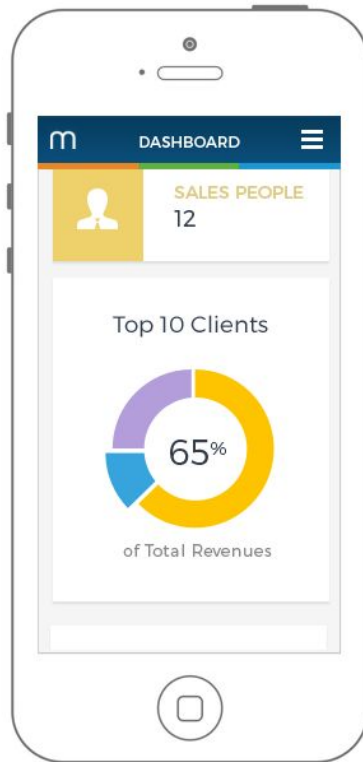 m DASHBOARD
SALES PEOPLE
12
Top 10 Clients
65%
of Total Revenues